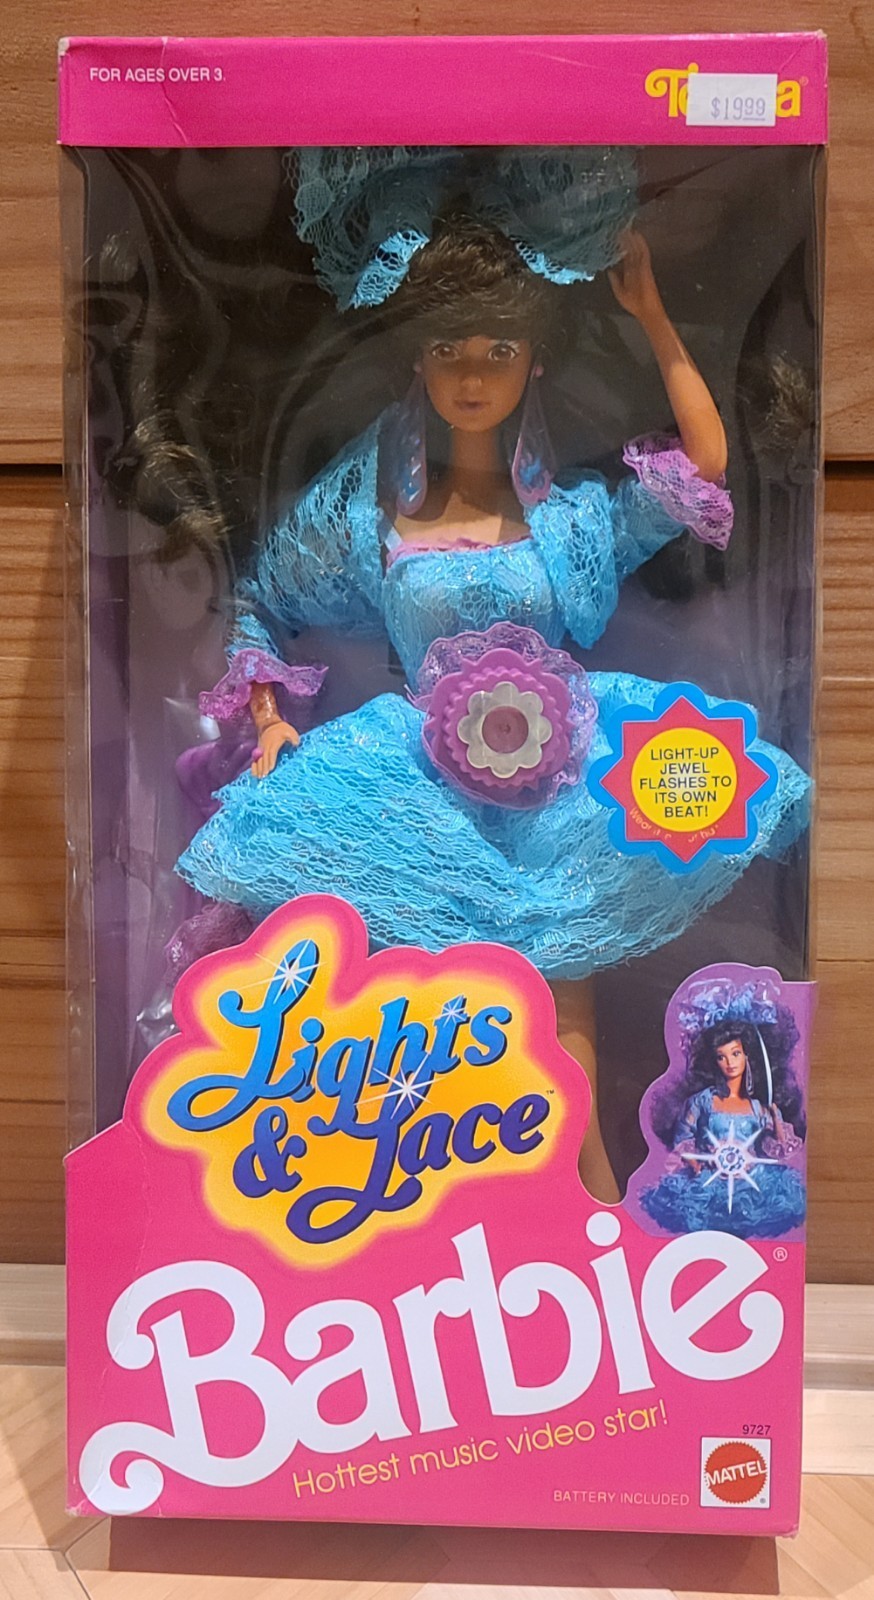 FOR AGES OVER 3.
$19.99
LIGHT-UP
JEWEL
FLASHES TO
ITS OWN
BEAT!
Lights
& Lace™
Barbie®
Hottest music video star!
9727
MATTEL®
BATTERY INCLUDED